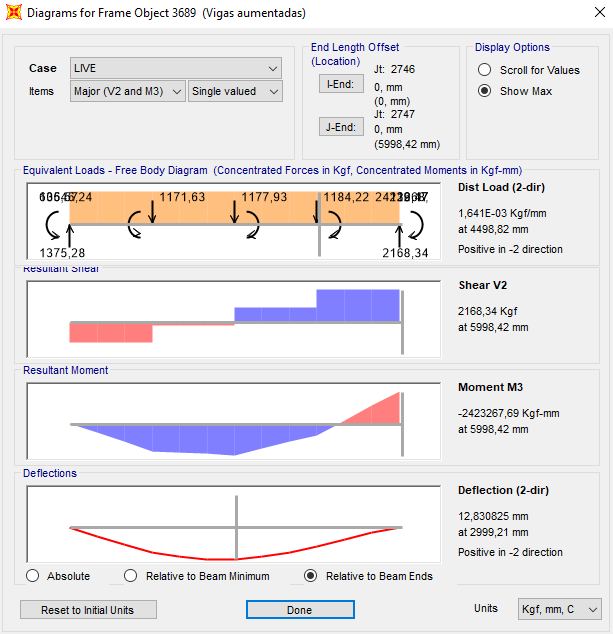 Diagrams for Frame Object 3689 (Vigas aumentadas)
Case LIVE
Items Major (V2 and M3) Single valued
End Length Offset
(Location)
I-End:
Jt: 2746
0, mm
(0, mm)
J-End:
Jt: 2747
0, mm
(5998,42 mm)
Display Options
Scroll for Values
Show Max
Equivalent Loads - Free Body Diagram (Concentrated Forces in Kgf, Concentrated Moments in Kgf-mm)
1171,63 1177,93 1184,22
1375,28 2168,34
Dist Load (2-dir)
1,641E-03 Kgf/mm
at 4498,82 mm
Positive in -2 direction
Resultant Shear
Shear V2
2168,34 Kgf
at 5998,42 mm
Resultant Moment
Moment M3
-2423267,69 Kgf-mm
at 5998,42 mm
Deflections
Deflection (2-dir)
12,830825 mm
at 2999,21 mm
Positive in -2 direction
Absolute Relative to Beam Minimum Relative to Beam Ends
Reset to Initial Units Done Units Kgf, mm, C